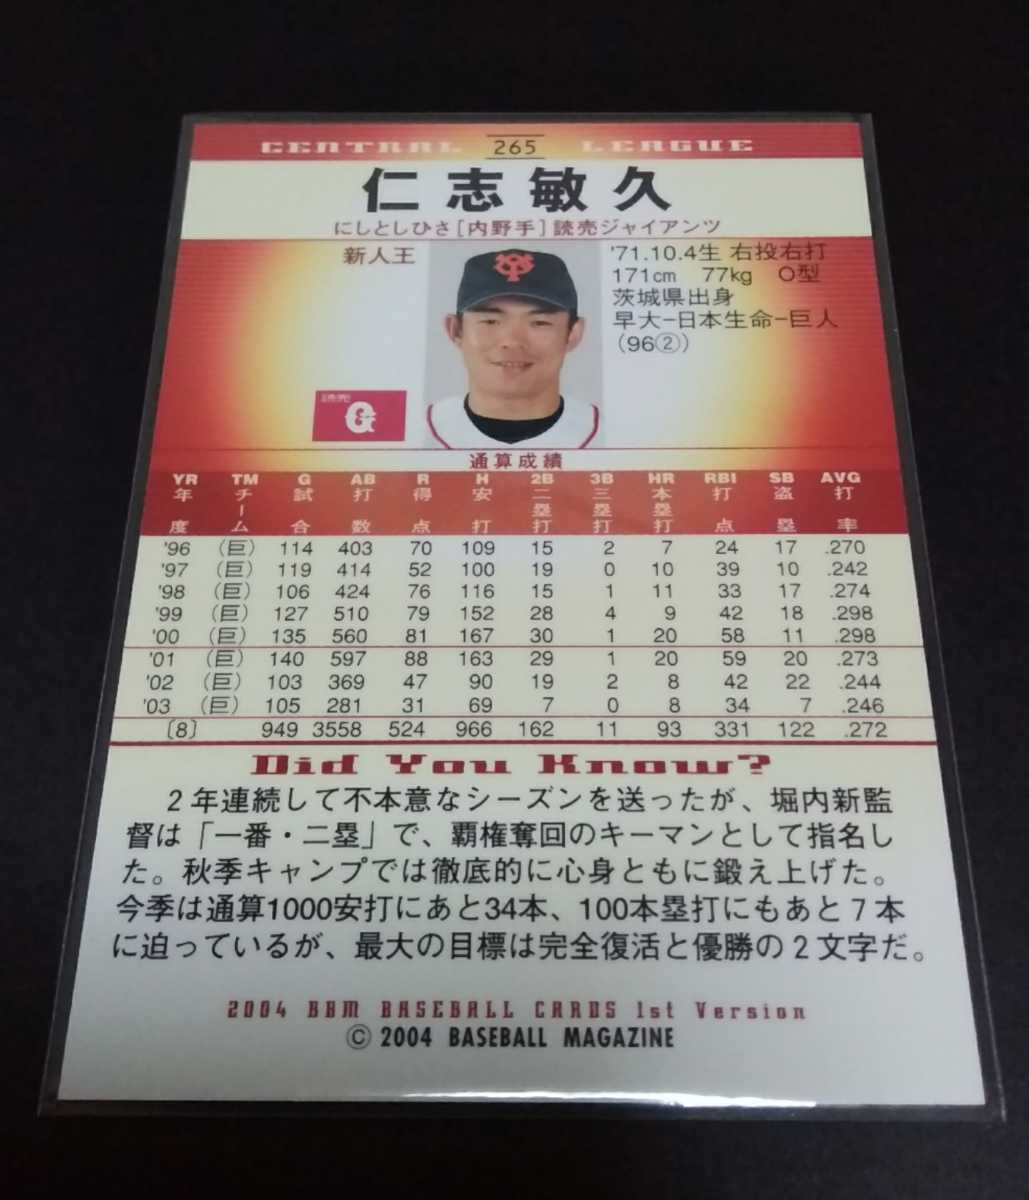 CENTRAL 265 LEAGUE
仁志敏久
にしとしひさ[内野手]読売ジャイアンツ
新人王
'71.10.4生 右投右打
171cm 77kg O型
茨城県出身
早大-日本生命-巨人
(96②)
読売
G
通算成績
YR TM G AB R H 2B 3B HR RBI SB AVG
年度 チーム 試合 打数 得点 安打 二塁打 三塁打 本塁打 打点 盗塁 打率
'96 (巨) 114 403 70 109 15 2 7 24 17 .270
'97 (巨) 119 414 52 100 19 0 10 39 10 .242
'98 (巨) 106 424 76 116 15 1 11 33 17 .274
'99 (巨) 127 510 79 152 28 4 9 42 18 .298
'00 (巨) 135 560 81 167 30 1 20 58 11 .298
'01 (巨) 140 597 88 163 29 1 20 59 20 .273
'02 (巨) 103 369 47 90 19 2 8 42 22 .244
'03 (巨) 105 281 31 69 7 0 8 34 7 .246
[8] 949 3558 524 966 162 11 93 331 122 .272
Did You Know?
2年連続して不本意なシーズンを送ったが、堀内新監
督は「一番・二塁」で、覇権奪回のキーマンとして指名し
た。秋季キャンプでは徹底的に心身ともに鍛え上げた。
今季は通算1000安打にあと34本、100本塁打にもあと7本
に迫っているが、最大の目標は完全復活と優勝の2文字だ。
2004 BBM BASEBALL CARDS 1st Version
© 2004 BASEBALL MAGAZINE